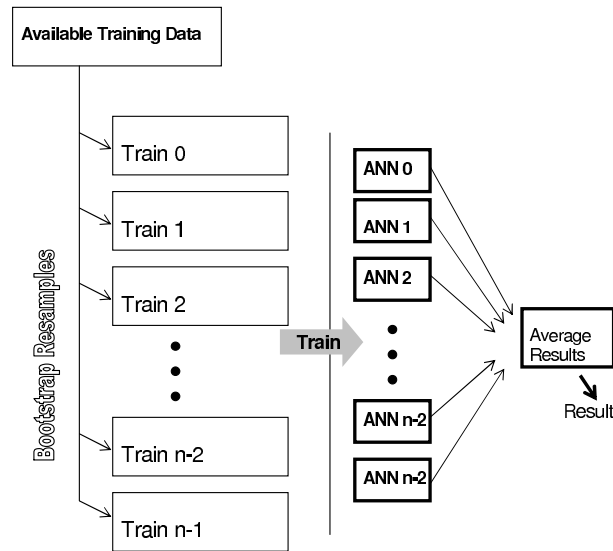 Available Training Data
Bootstrap Resamples
Train 0
Train 1
Train 2
Train n-2
Train n-1
Train
ANN 0
ANN 1
ANN 2
ANN n-2
ANN n-2
Average
Results
Result